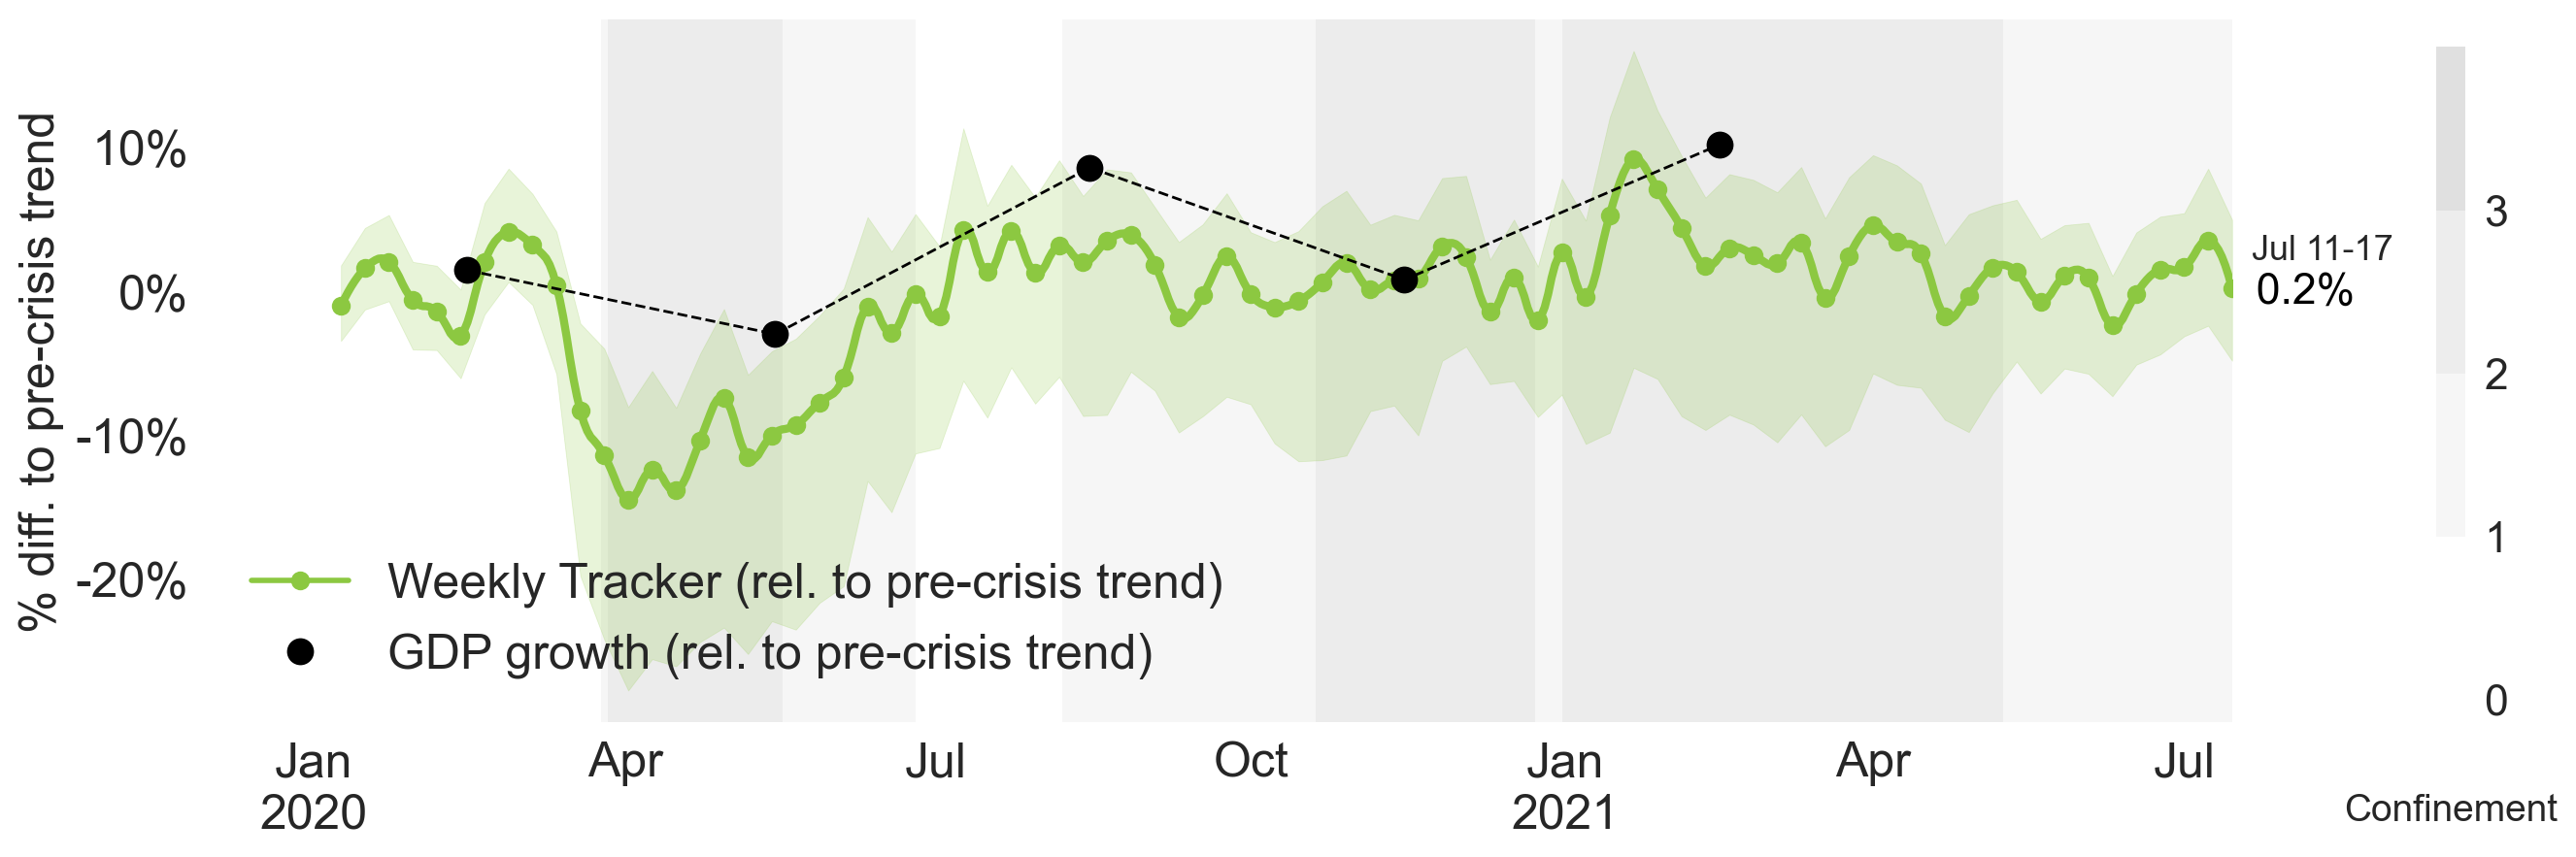 % diff. to pre-crisis trend
10%
0%
-10%
-20%
Weekly Tracker (rel. to pre-crisis trend)
GDP growth (rel. to pre-crisis trend)
Jan
2020
Apr
Jul
Oct
Jan
2021
Apr
Jul
Jul 11-17
0.2%
3
2
1
0
Confinement